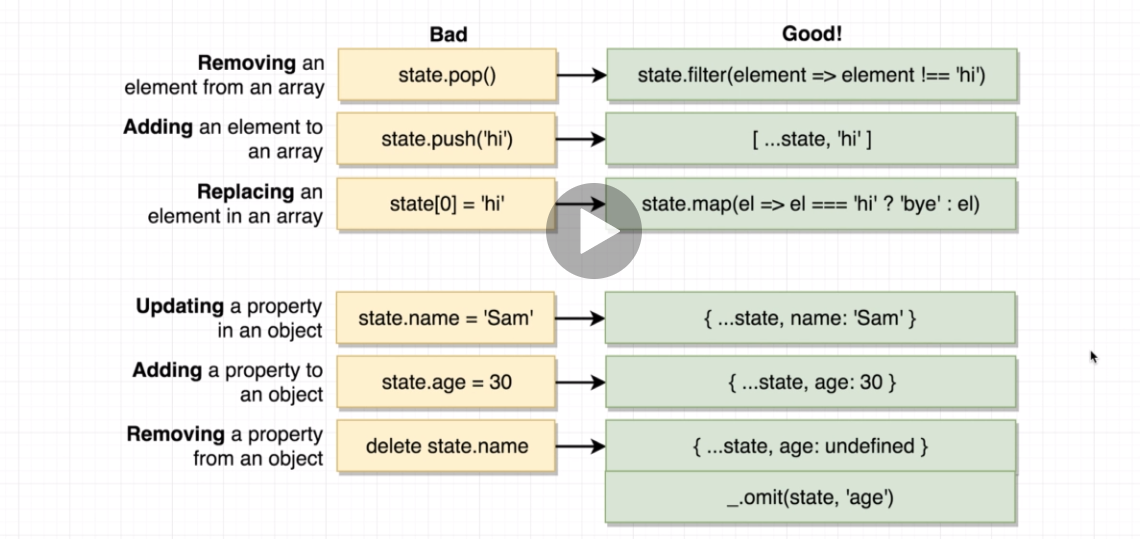 Bad
Good!
Removing an
element from an array
state.pop()
state.filter(element => element !== 'hi')
Adding an element to
an array
state.push('hi')
[ ...state, 'hi' ]
Replacing an
element in an array
state[0] = 'hi'
state.map(el => el === 'hi' ? 'bye' : el)
Updating a property
in an object
state.name = 'Sam'
{ ...state, name: 'Sam' }
Adding a property to
an object
state.age = 30
{ ...state, age: 30 }
Removing a property
from an object
delete state.name
{ ...state, age: undefined }
_.omit(state, 'age')